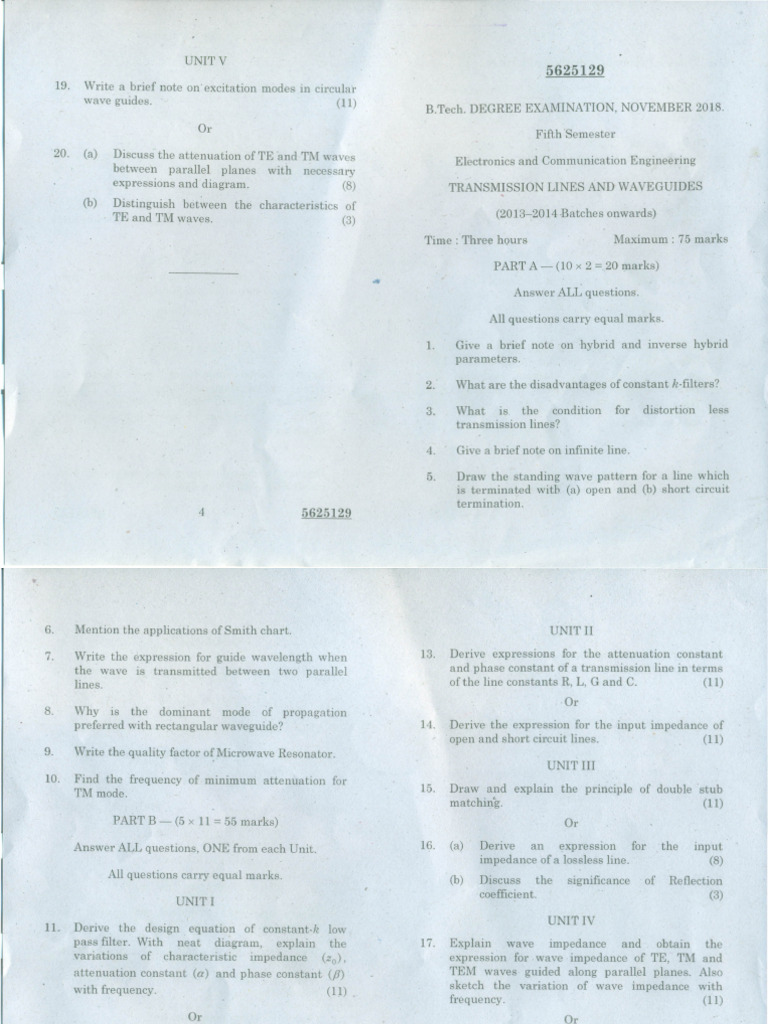 UNIT V
19. Write a brief note on excitation modes in circular
wave guides. (11)
Or
20. (a) Discuss the attenuation of TE and TM waves
between parallel planes with necessary
expressions and diagram. (8)
(b) Distinguish between the characteristics of
TE and TM waves. (3)
4 5625129
5625129
B.Tech. DEGREE EXAMINATION, NOVEMBER 2018.
Fifth Semester
Electronics and Communication Engineering
TRANSMISSION LINES AND WAVEGUIDES
(2013–2014 Batches onwards)
Time : Three hours Maximum : 75 marks
PART A — (10 × 2 = 20 marks)
Answer ALL questions.
All questions carry equal marks.
1. Give a brief note on hybrid and inverse hybrid
parameters.
2. What are the disadvantages of constant k-filters?
3. What is the condition for distortion less
transmission lines?
4. Give a brief note on infinite line.
5. Draw the standing wave pattern for a line which
is terminated with (a) open and (b) short circuit
termination.
6. Mention the applications of Smith chart.
7. Write the expression for guide wavelength when
the wave is transmitted between two parallel
lines.
8. Why is the dominant mode of propagation
preferred with rectangular waveguide?
9. Write the quality factor of Microwave Resonator.
10. Find the frequency of minimum attenuation for
TM mode.
PART B — (5 × 11 = 55 marks)
Answer ALL questions, ONE from each Unit.
All questions carry equal marks.
UNIT I
11. Derive the design equation of constant-k low
pass filter. With neat diagram, explain the
variations of characteristic impedance (z₀),
attenuation constant (α) and phase constant (β)
with frequency. (11)
Or
UNIT II
13. Derive expressions for the attenuation constant
and phase constant of a transmission line in terms
of the line constants R, L, G and C. (11)
Or
14. Derive the expression for the input impedance of
open and short circuit lines. (11)
UNIT III
15. Draw and explain the principle of double stub
matching. (11)
Or
16. (a) Derive an expression for the input
impedance of a lossless line. (8)
(b) Discuss the significance of Reflection
coefficient. (3)
UNIT IV
17. Explain wave impedance and obtain the
expression for wave impedance of TE, TM and
TEM waves guided along parallel planes. Also
sketch the variation of wave impedance with
frequency. (11)
Or